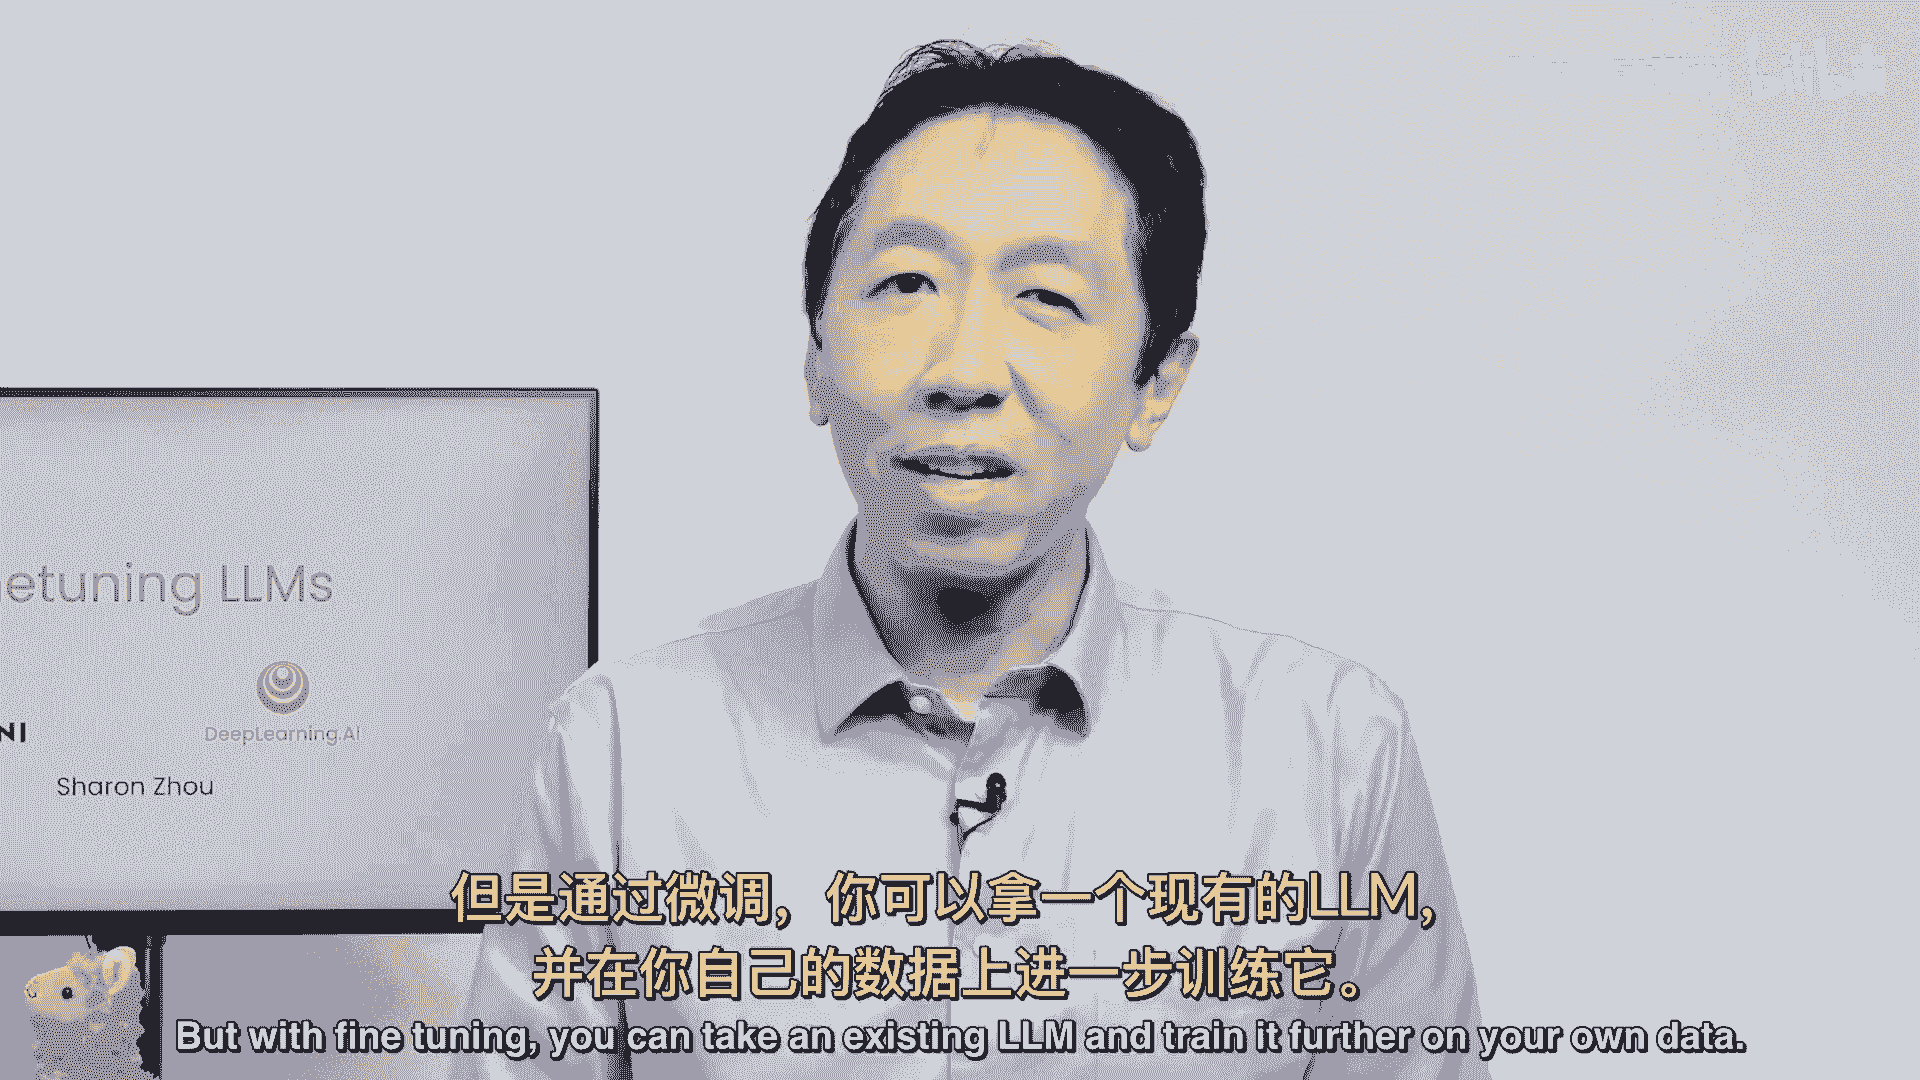 etuning LLMs
NI
DeepLearning.AI
Sharon Zhou
但是通过微调，你可以拿一个现有的LLM，
并在你自己的数据上进一步训练它。
But with fine tuning, you can take an existing LLM and train it further on your own data.